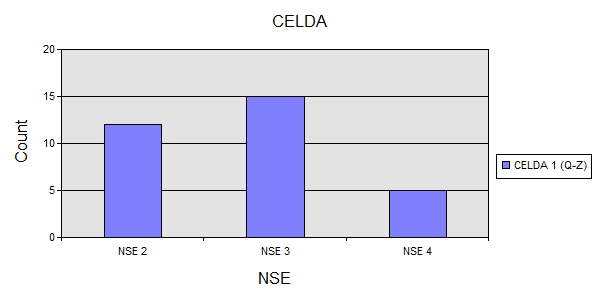 CELDA
20
15
10
5
0
Count
NSE 2 NSE 3 NSE 4
NSE
CELDA 1 (Q-Z)